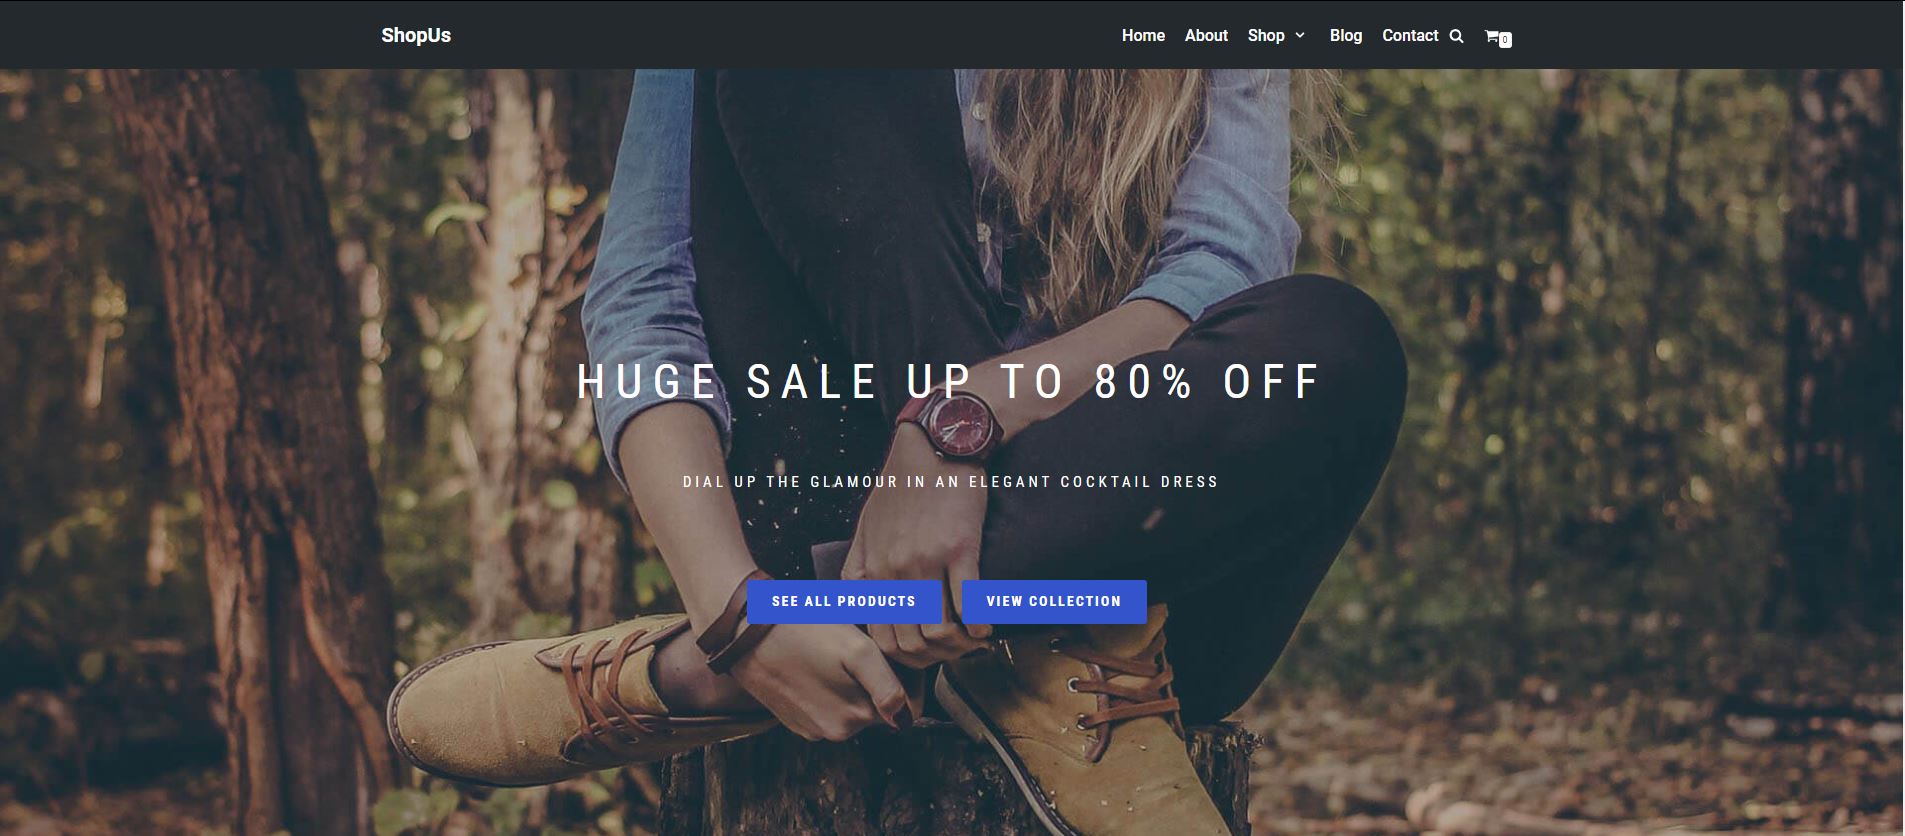 ShopUs
Home About Shop Blog Contact 0
HUGE SALE UP TO 80% OFF
DIAL UP THE GLAMOUR IN AN ELEGANT COCKTAIL DRESS
SEE ALL PRODUCTS VIEW COLLECTION